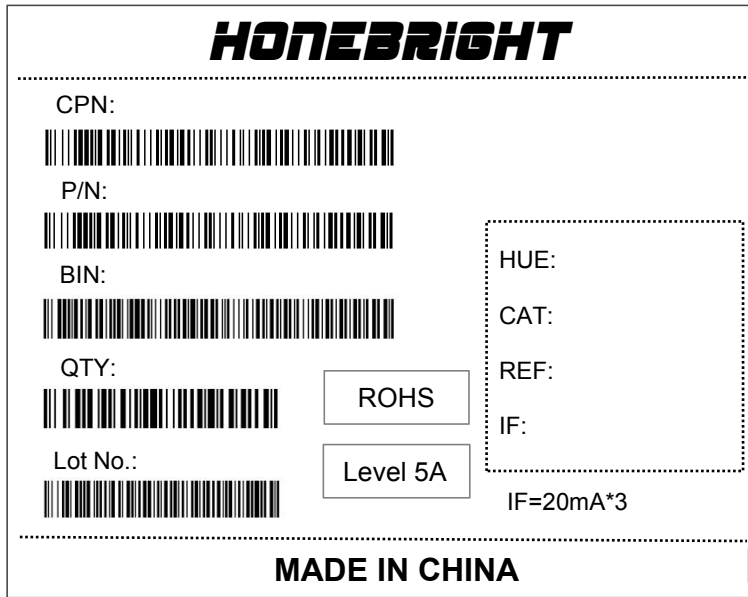 HONEBRIGHT
CPN:
P/N:
BIN:
QTY:
Lot No.:
ROHS
Level 5A
HUE:
CAT:
REF:
IF:
IF=20mA*3
MADE IN CHINA